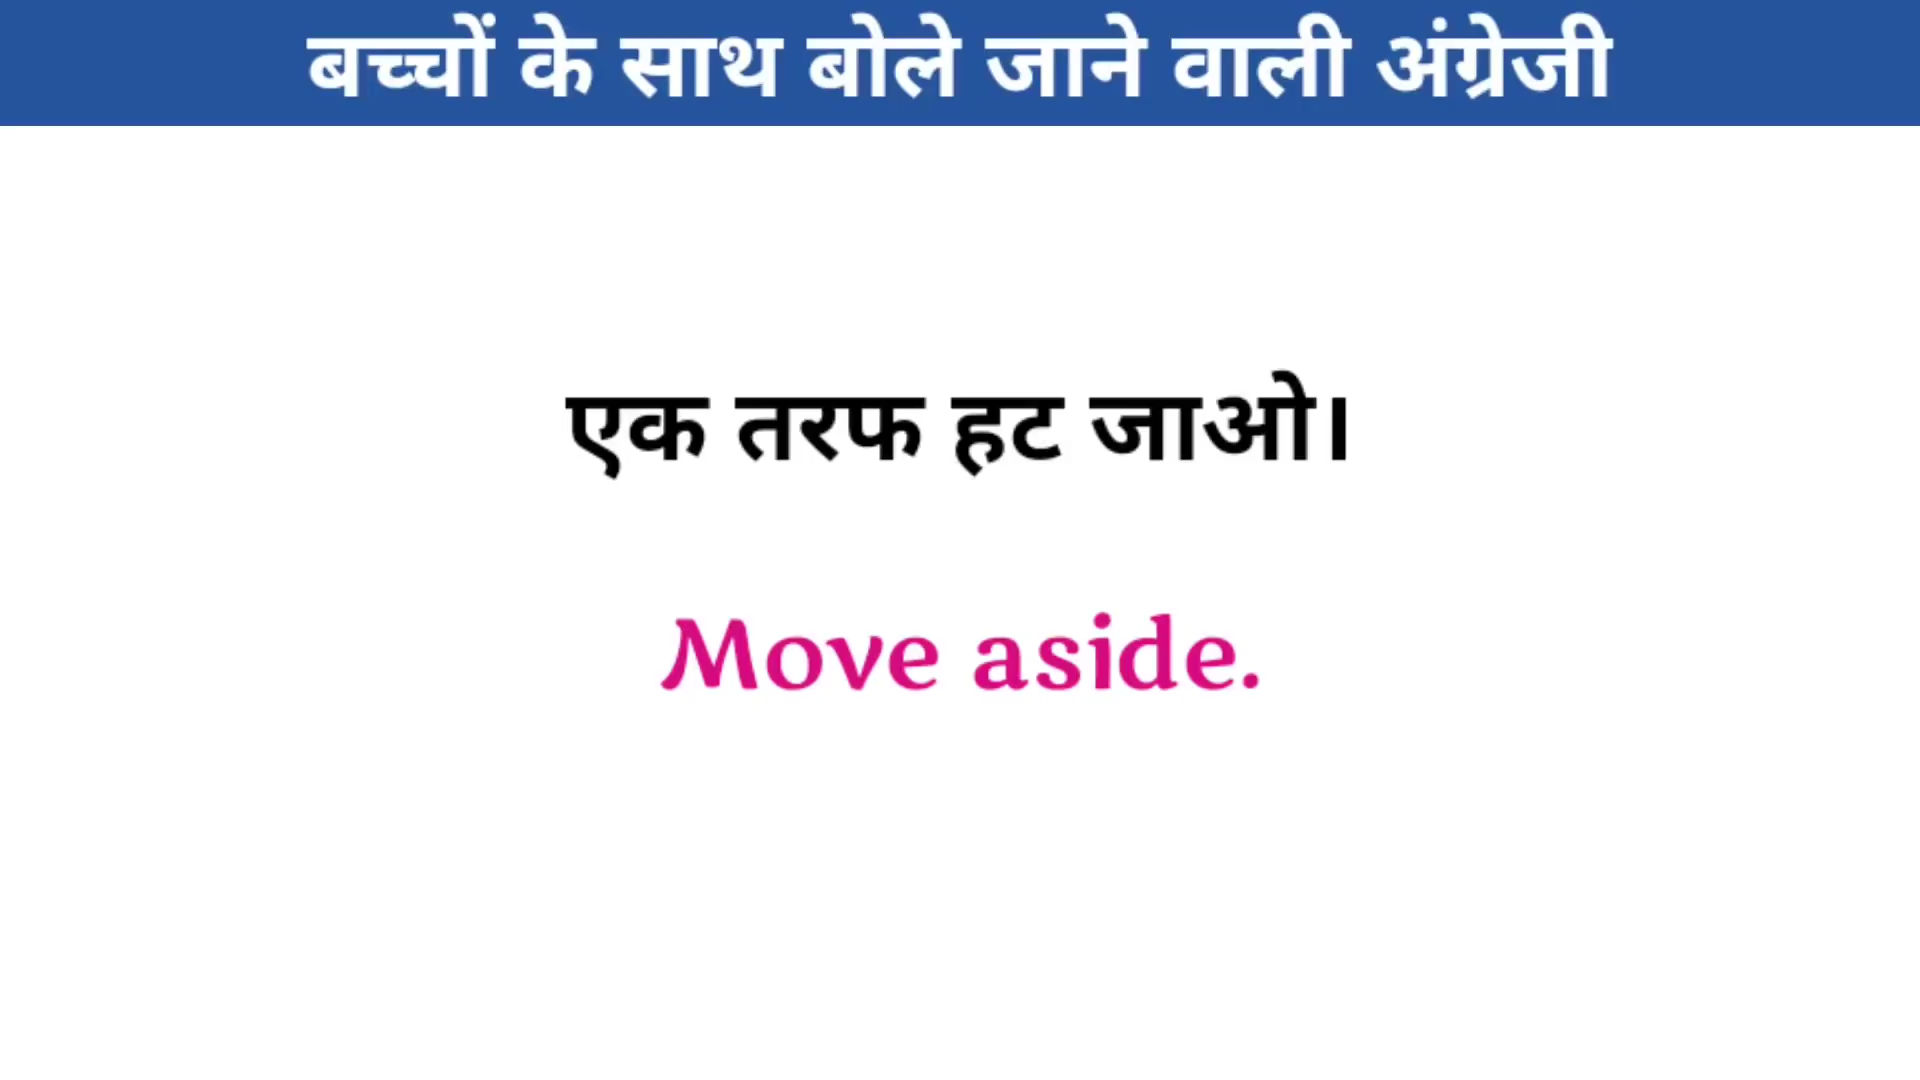 बच्चों के साथ बोले जाने वाली अंग्रेजी
एक तरफ हट जाओ।
Move aside.